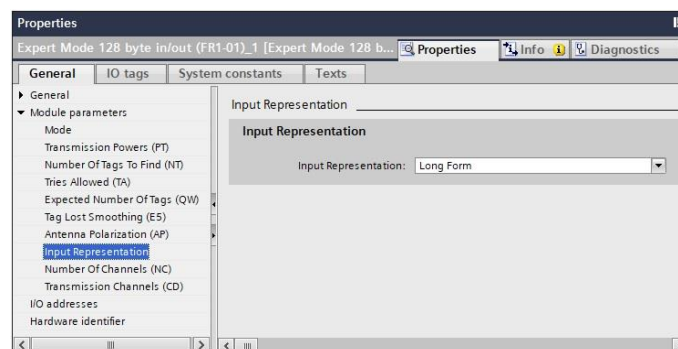 Properties
Expert Mode 128 byte in/out (FR1-01)_1 [Expert Mode 128 b...
Properties
Info
Diagnostics
General
IO tags
System constants
Texts
General
Module parameters
Mode
Transmission Powers (PT)
Number Of Tags To Find (NT)
Tries Allowed (TA)
Expected Number Of Tags (QW)
Tag Lost Smoothing (E5)
Antenna Polarization (AP)
Input Representation
Number Of Channels (NC)
Transmission Channels (CD)
I/O addresses
Hardware identifier
Input Representation
Input Representation
Input Representation: Long Form